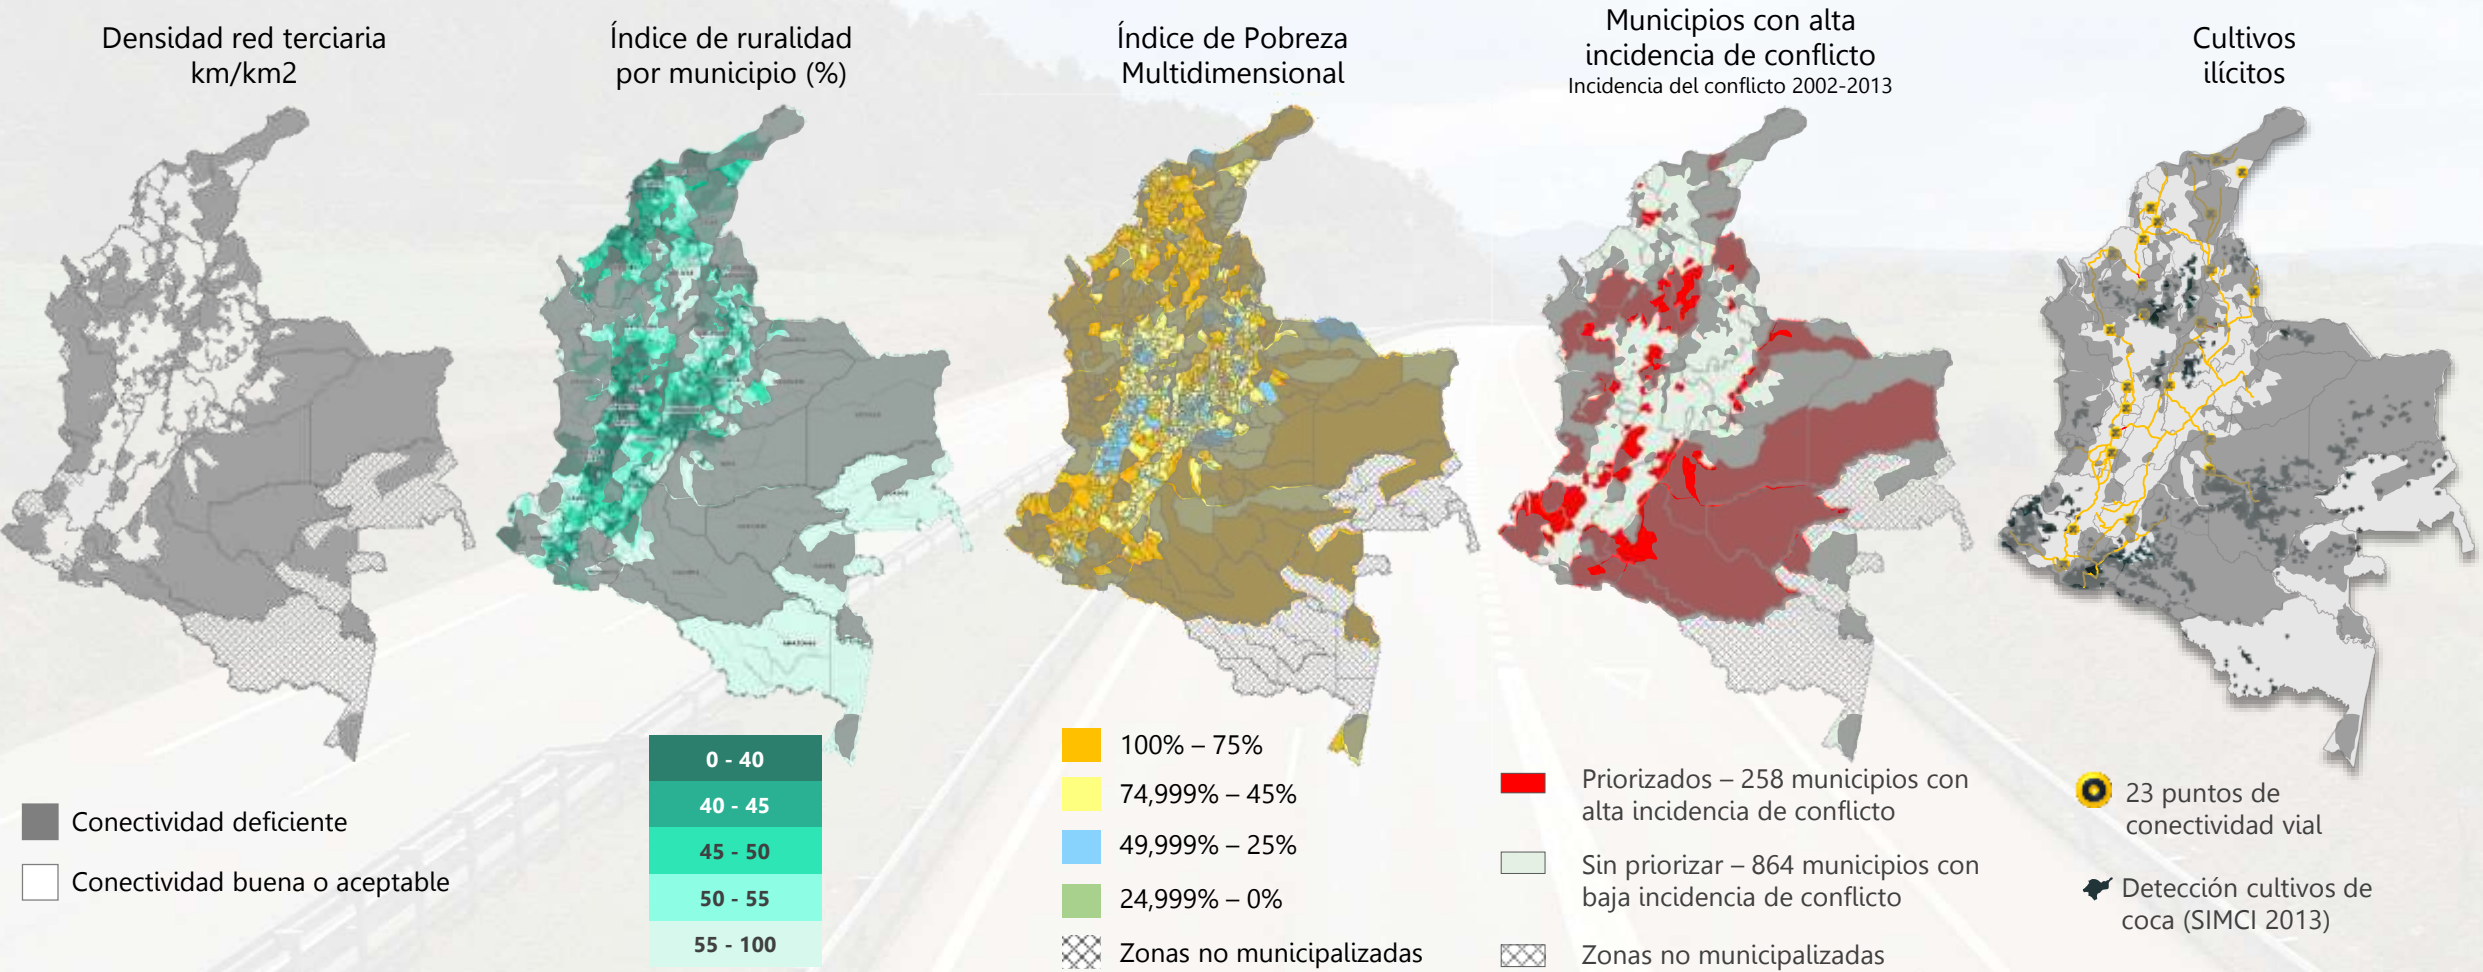 Densidad red terciaria
km/km2
Índice de ruralidad
por municipio (%)
Índice de Pobreza
Multidimensional
Municipios con alta
incidencia de conflicto
Incidencia del conflicto 2002-2013
Cultivos
ilícitos
Conectividad deficiente
Conectividad buena o aceptable
0 - 40
40 - 45
45 - 50
50 - 55
55 - 100
100% – 75%
74,999% – 45%
49,999% – 25%
24,999% – 0%
Zonas no municipalizadas
Priorizados – 258 municipios con
alta incidencia de conflicto
Sin priorizar – 864 municipios con
baja incidencia de conflicto
Zonas no municipalizadas
23 puntos de
conectividad vial
Detección cultivos de
coca (SIMCI 2013)